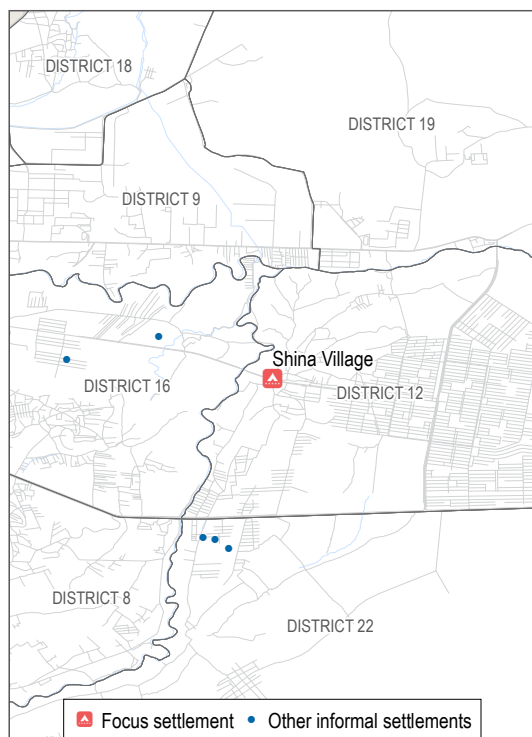 DISTRICT 18
DISTRICT 19
DISTRICT 9
Shina Village
DISTRICT 16
DISTRICT 12
DISTRICT 8
DISTRICT 22
Focus settlement
Other informal settlements